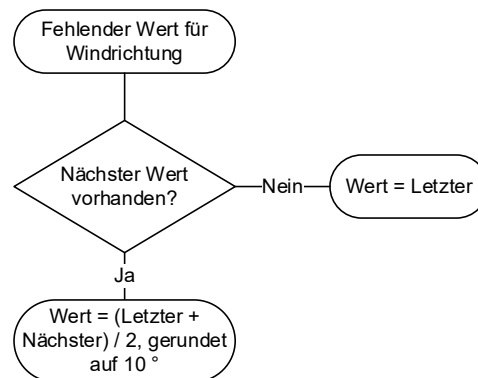 Fehlender Wert für
Windrichtung
Nächster Wert
vorhanden?
Nein
Wert = Letzter
Ja
Wert = (Letzter +
Nächster) / 2, gerundet
auf 10 °